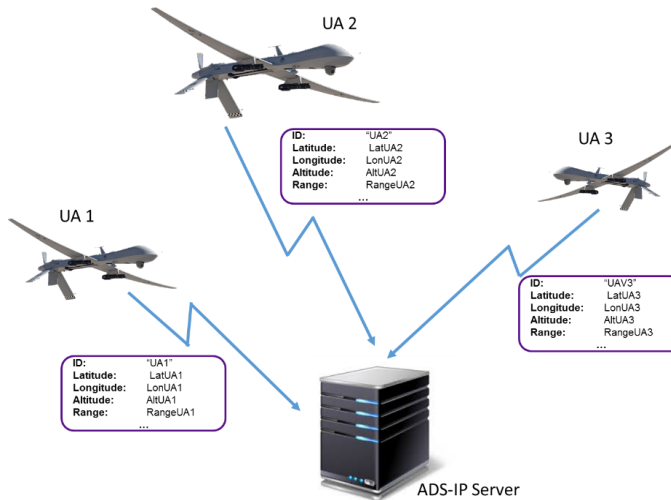 UA 2
ID: "UA2"
Latitude: LatUA2
Longitude: LonUA2
Altitude: AltUA2
Range: RangeUA2
...
UA 3
ID: "UAV3"
Latitude: LatUA3
Longitude: LonUA3
Altitude: AltUA3
Range: RangeUA3
...
UA 1
ID: "UA1"
Latitude: LatUA1
Longitude: LonUA1
Altitude: AltUA1
Range: RangeUA1
...
ADS-IP Server